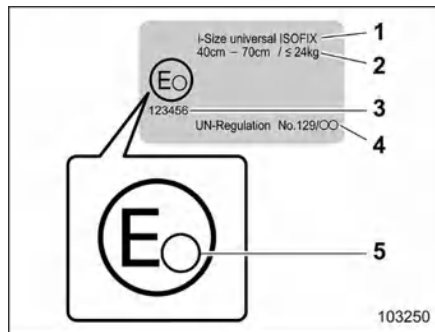 i-Size universal ISOFIX
40cm – 70cm / ≤ 24kg
E
123456
UN-Regulation No.129/○○
1
2
3
4
E
5
103250